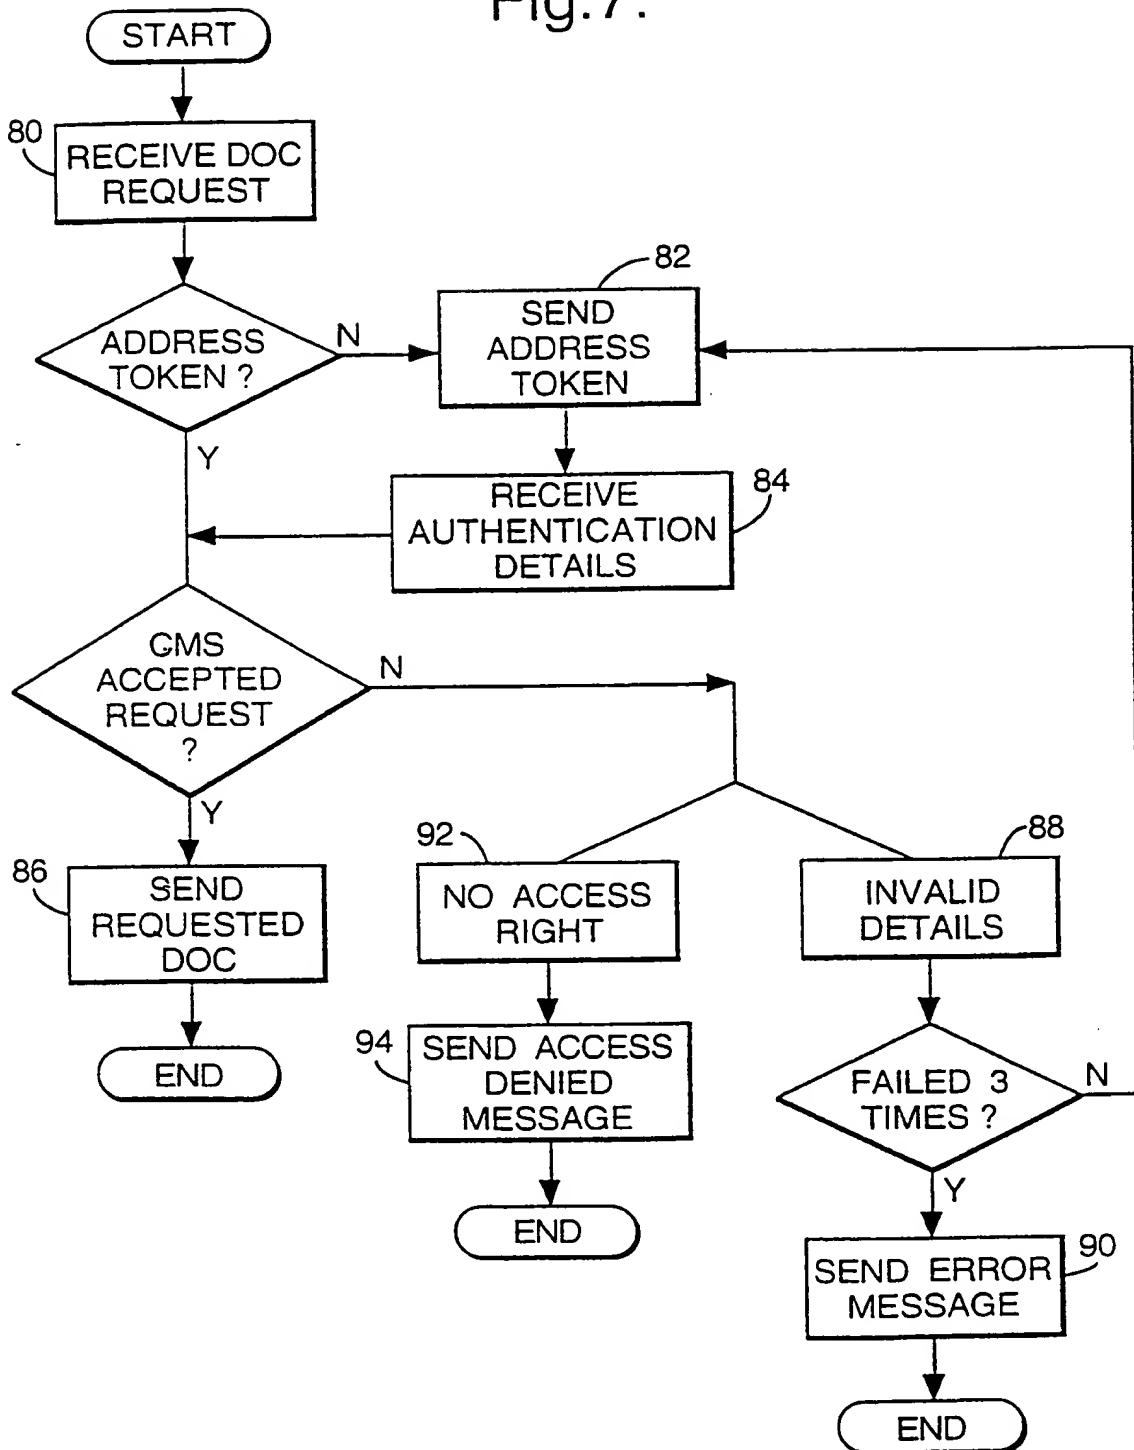 Fig.7.
START
80
RECEIVE DOC
REQUEST
82
SEND
ADDRESS
TOKEN
ADDRESS
TOKEN ?
N
Y
84
RECEIVE
AUTHENTICATION
DETAILS
GMS
ACCEPTED
REQUEST
?
N
Y
86
SEND
REQUESTED
DOC
END
92
NO ACCESS
RIGHT
94
SEND ACCESS
DENIED
MESSAGE
END
88
INVALID
DETAILS
FAILED 3
TIMES ?
N
Y
90
SEND ERROR
MESSAGE
END